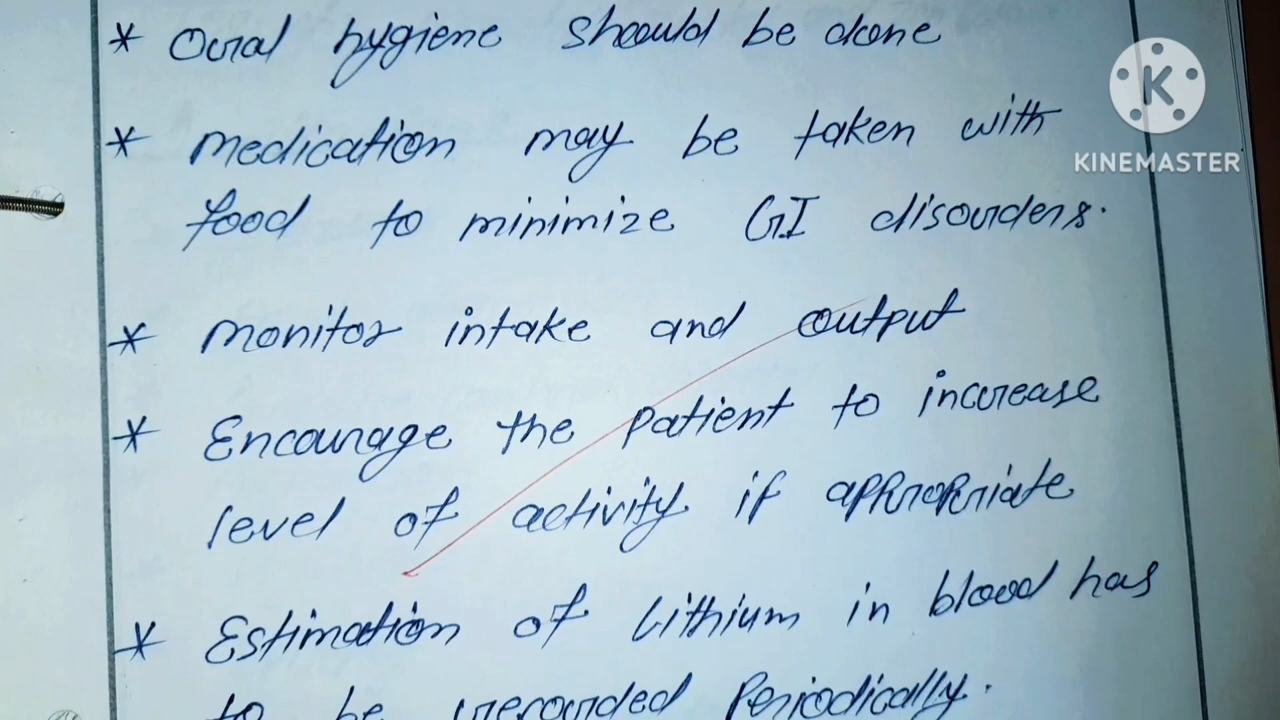 * Oral hygiene should be done
* Medication may be taken with
food to minimize GI disorders.
* Monitor intake and output
* Encourage the patient to increase
level of activity if appropriate
* Estimation of Lithium in blood has
to be recorded Periodically.
KINEMASTER